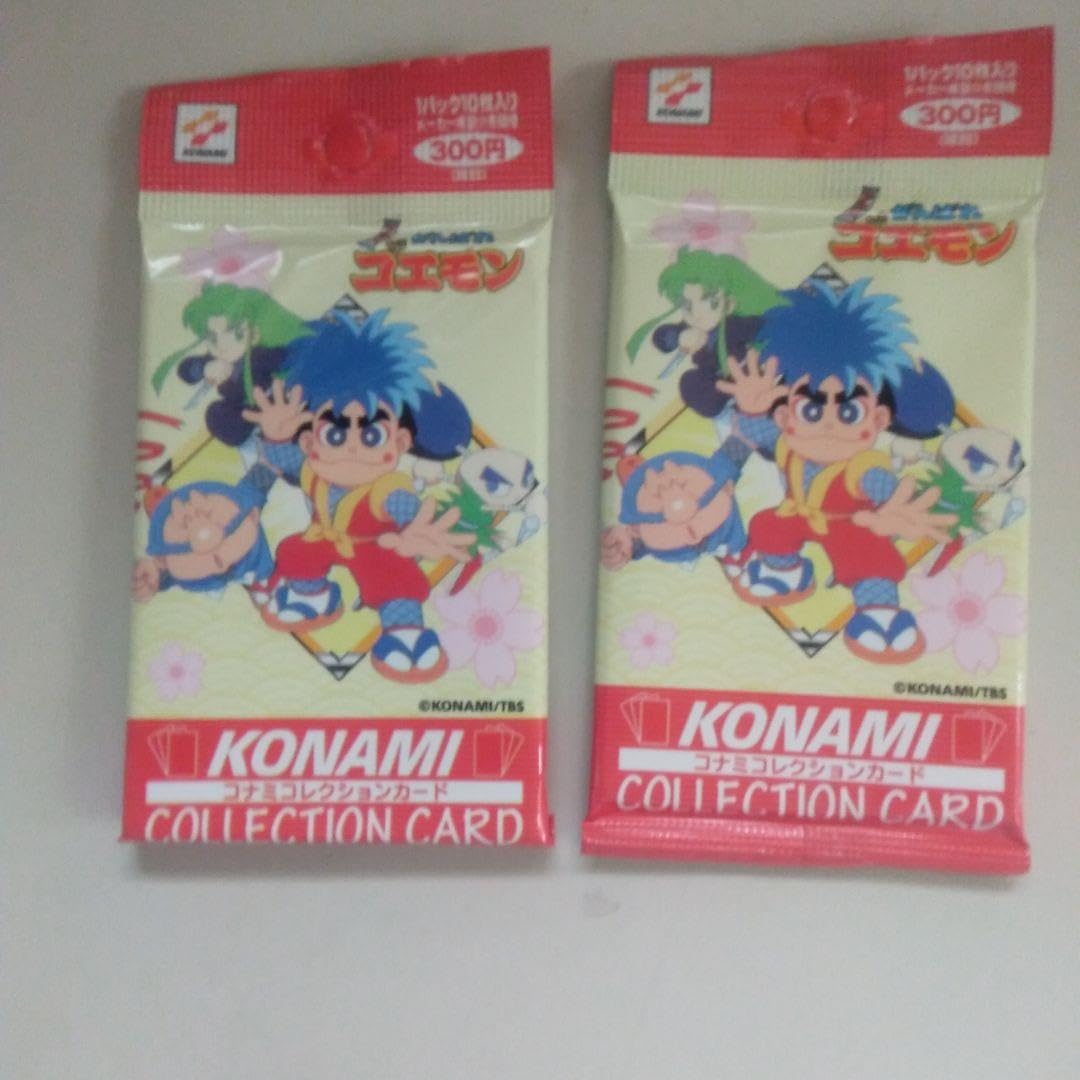 KONAMI
1パック10枚入り
300円
がんばれ
ゴエモン
©KONAMI/TBS
KONAMI
コナミコレクションカード
COLLECTION CARD
KONAMI
1パック10枚入り
300円
がんばれ
ゴエモン
©KONAMI/TBS
KONAMI
コナミコレクションカード
COLLECTION CARD